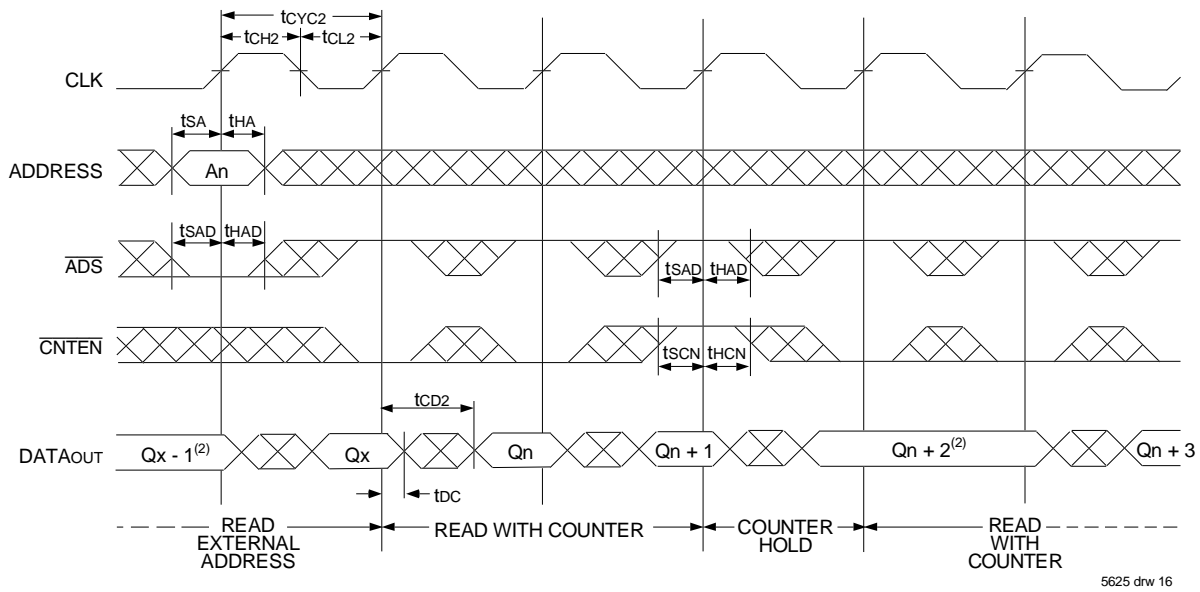 tCYC2
tCH2 tCL2
CLK
tSA tHA
ADDRESS An
tSAD tHAD
ADS
tSAD tHAD
CNTEN
tSCN tHCN
tCD2
DATAOUT Qx - 1(2) Qx Qn Qn + 1 Qn + 2(2) Qn + 3
tDC
READ EXTERNAL ADDRESS
READ WITH COUNTER
COUNTER HOLD
READ WITH COUNTER
5625 drw 16